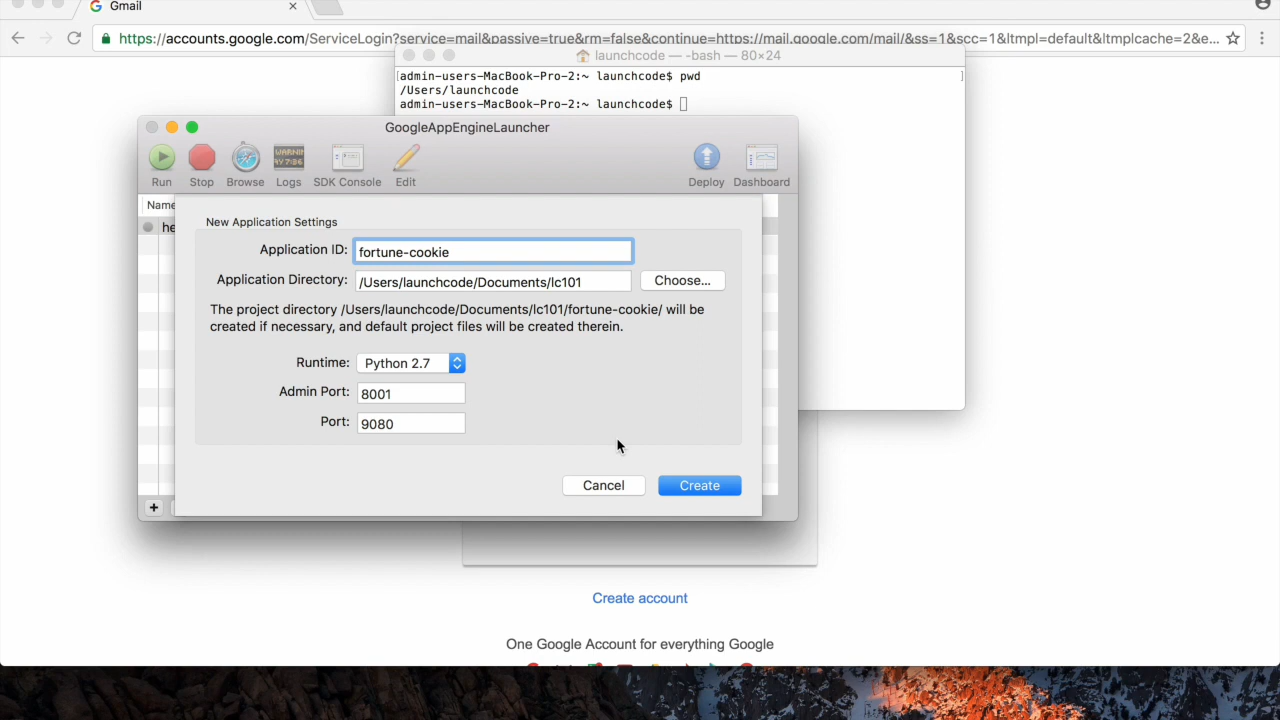 Gmail
https://accounts.google.com/ServiceLogin?service=mail&passive=true&rm=false&continue=https://mail.google.com/mail/&ss=1&scc=1&ltmpl=default&ltmplcache=2&e...
launchcode — -bash — 80×24
[admin-users-MacBook-Pro-2:~ launchcode$ pwd ]
/Users/launchcode
admin-users-MacBook-Pro-2:~ launchcode$
GoogleAppEngineLauncher
Run Stop Browse Logs SDK Console Edit Deploy Dashboard
Name
he
New Application Settings
Application ID: fortune-cookie
Application Directory: /Users/launchcode/Documents/lc101 Choose...
The project directory /Users/launchcode/Documents/lc101/fortune-cookie/ will be
created if necessary, and default project files will be created therein.
Runtime: Python 2.7
Admin Port: 8001
Port: 9080
Cancel Create
+
Create account
One Google Account for everything Google